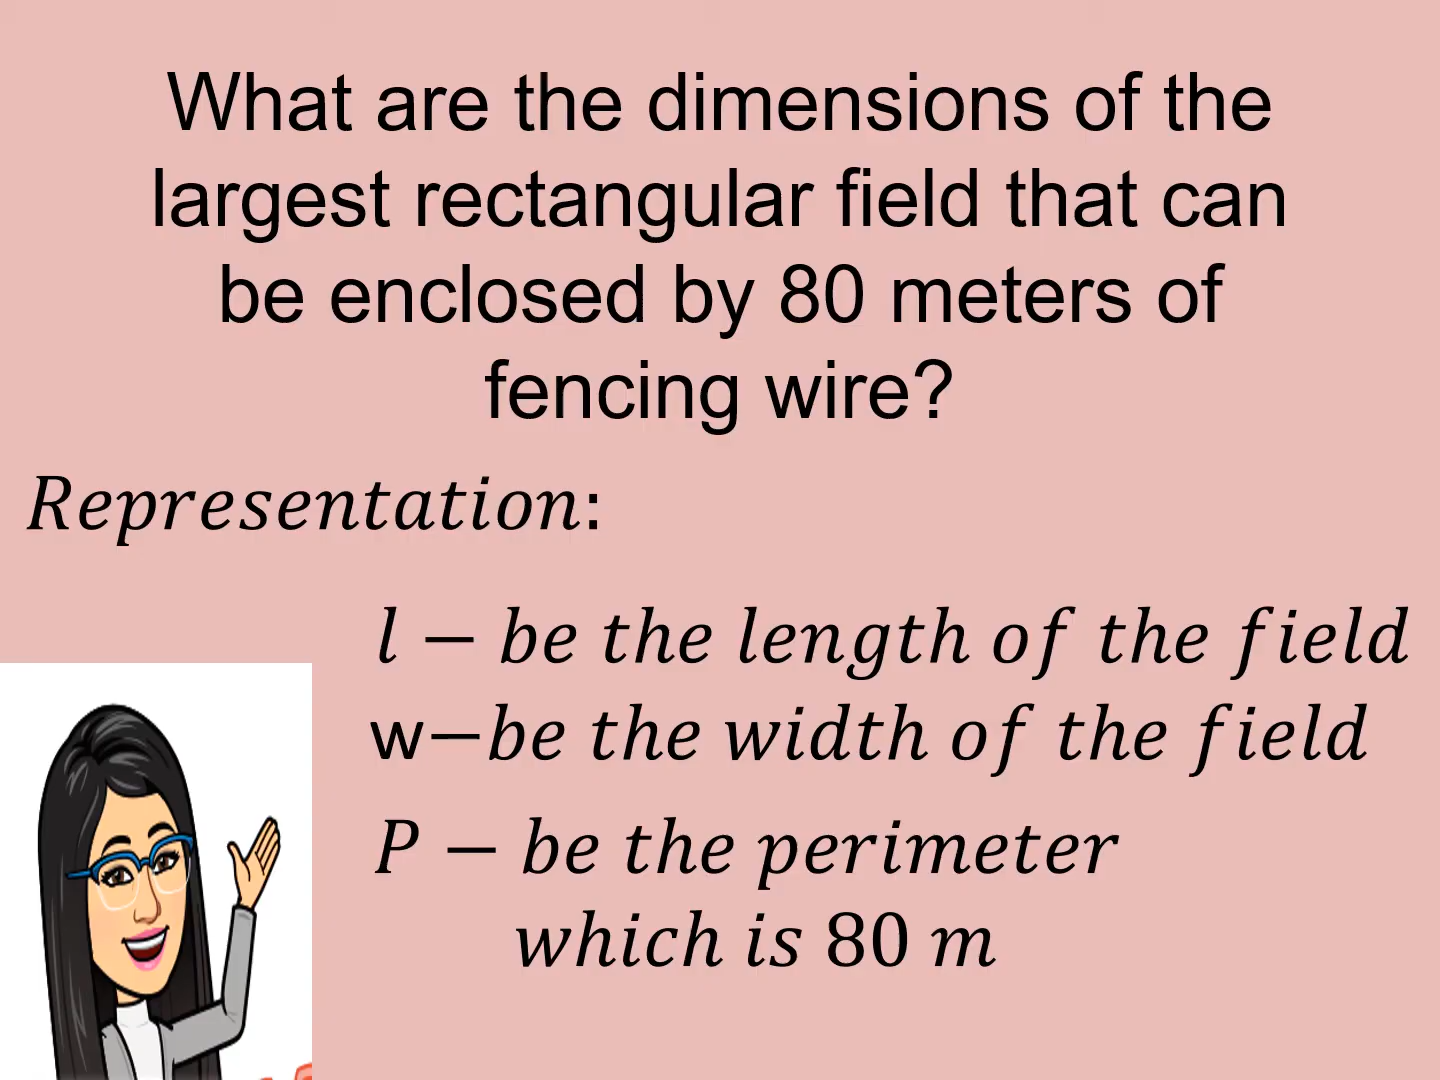 What are the dimensions of the
largest rectangular field that can
be enclosed by 80 meters of
fencing wire?
Representation:
l − be the length of the field
w−be the width of the field
P − be the perimeter
which is 80 m